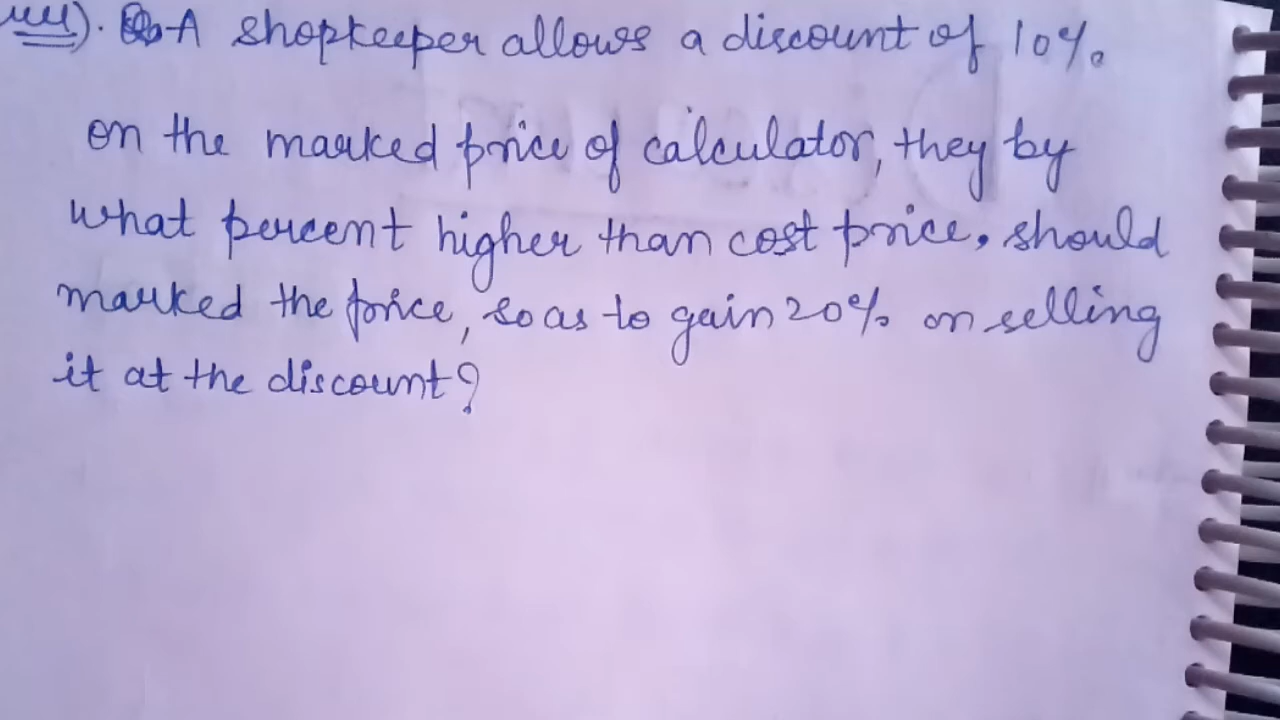 A shopkeeper allows a discount of 10%
on the marked price of calculator, they by
what percent higher than cost price, should
marked the price, so as to gain 20% on selling
it at the discount?